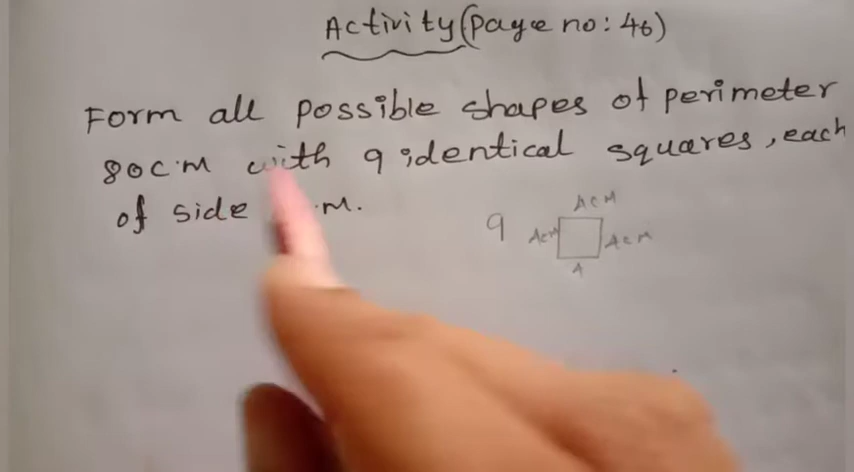 Activity (page no: 46)
Form all possible shapes of perimeter
80c.m with 9 identical squares, each
of side .m.
9
4cm
4cm 4cm
4